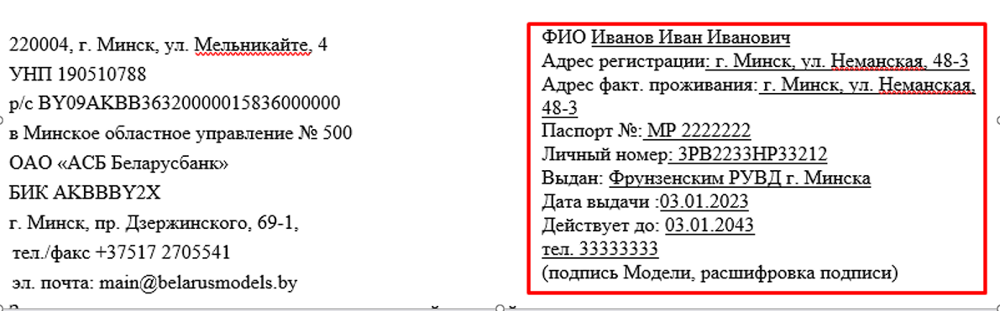 220004, г. Минск, ул. Мельникайте, 4
УНП 190510788
р/с BY09AKBB36320000015836000000
в Минское областное управление № 500
ОАО «АСБ Беларусбанк»
БИК AKBBBY2X
г. Минск, пр. Дзержинского, 69-1,
тел./факс +37517 2705541
эл. почта: main@belarusmodels.by
ФИО Иванов Иван Иванович
Адрес регистрации: г. Минск, ул. Неманская, 48-3
Адрес факт. проживания: г. Минск, ул. Неманская,
48-3
Паспорт №: МР 2222222
Личный номер: 3РВ2233НР33212
Выдан: Фрунзенским РУВД г. Минска
Дата выдачи :03.01.2023
Действует до: 03.01.2043
тел. 33333333
(подпись Модели, расшифровка подписи)